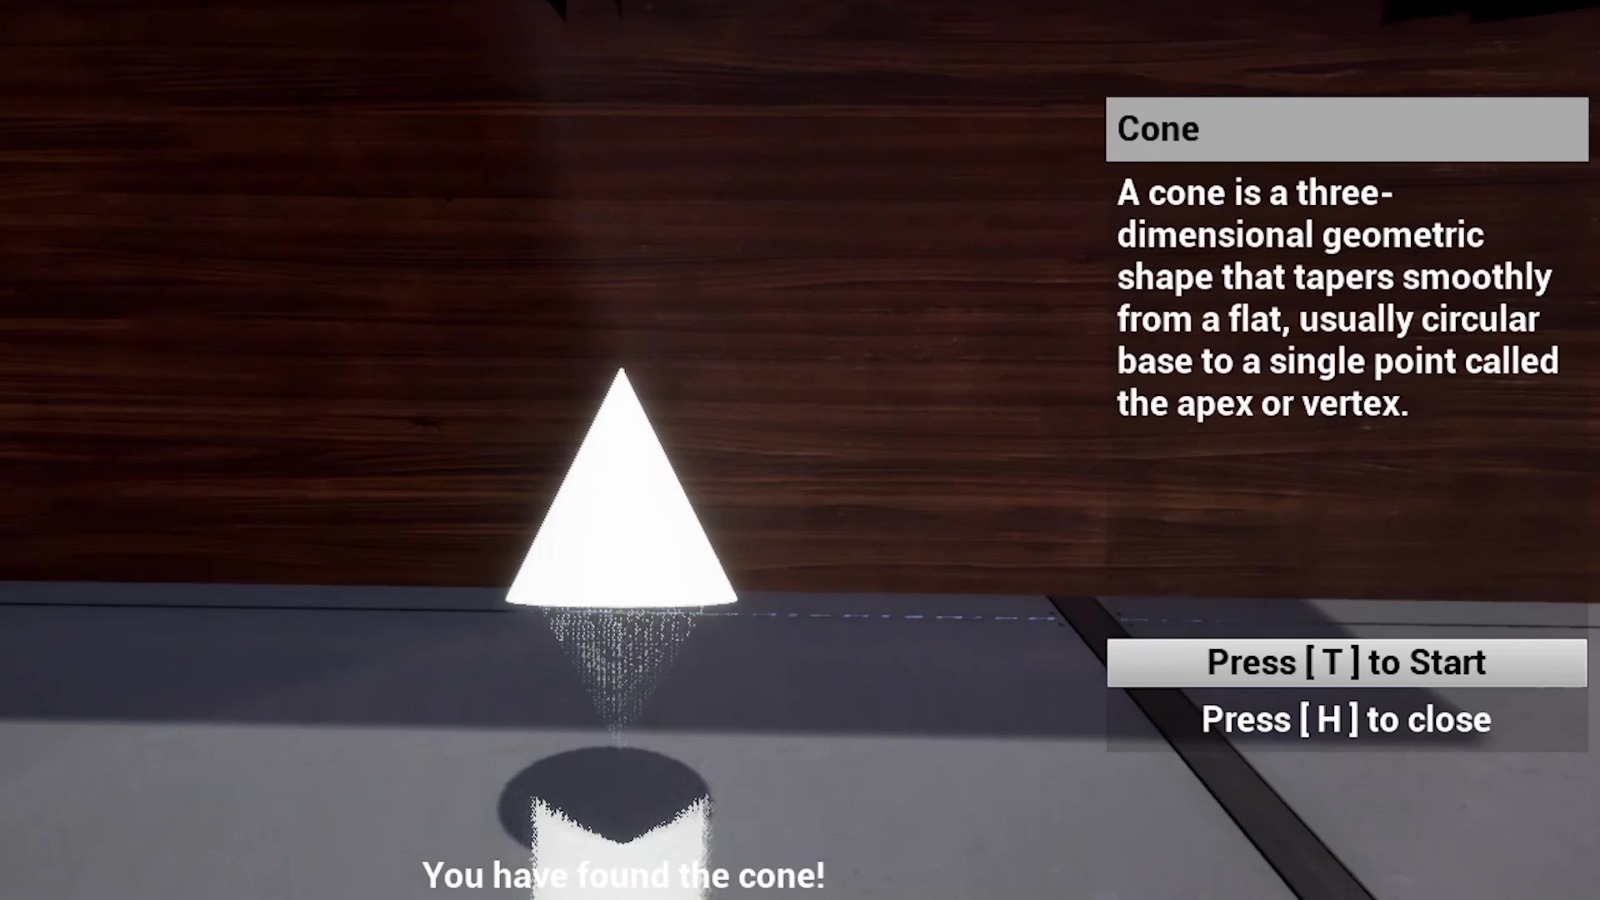 Cone
A cone is a three-
dimensional geometric
shape that tapers smoothly
from a flat, usually circular
base to a single point called
the apex or vertex.
Press [ T ] to Start
Press [ H ] to close
You have found the cone!